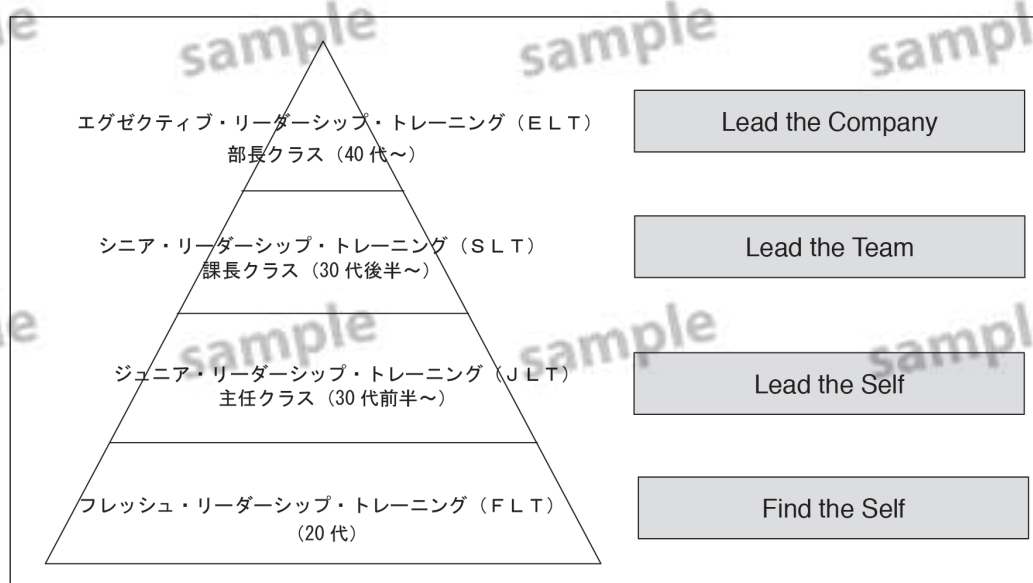 sample sample sample
エグゼクティブ・リーダーシップ・トレーニング（ＥＬＴ）
部長クラス（40 代～）
Lead the Company
シニア・リーダーシップ・トレーニング（ＳＬＴ）
課長クラス（30 代後半～）
Lead the Team
sample sample sample
ジュニア・リーダーシップ・トレーニング（ＪＬＴ）
主任クラス（30 代前半～）
Lead the Self
フレッシュ・リーダーシップ・トレーニング（ＦＬＴ）
（20 代）
Find the Self